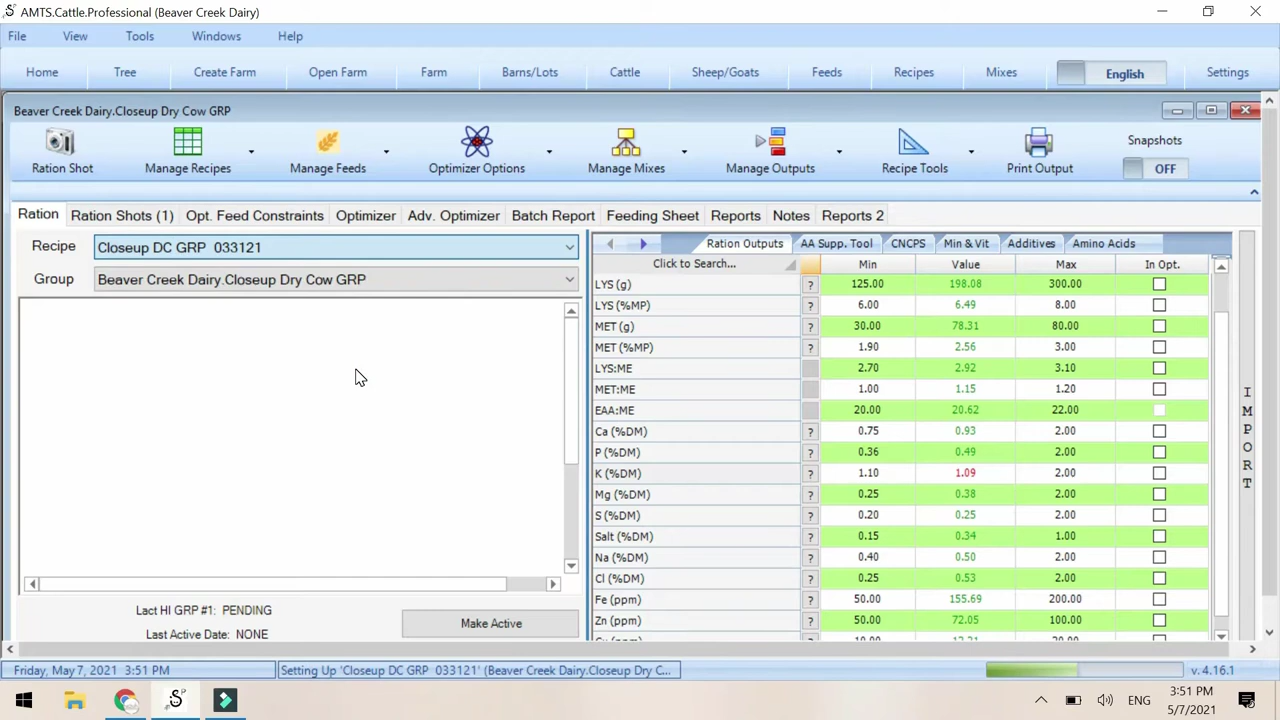 AMTS.Cattle.Professional (Beaver Creek Dairy)
File View Tools Windows Help
Home Tree Create Farm Open Farm Farm Barns/Lots Cattle Sheep/Goats Feeds Recipes Mixes English Settings
Beaver Creek Dairy.Closeup Dry Cow GRP
Ration Shot Manage Recipes Manage Feeds Optimizer Options Manage Mixes Manage Outputs Recipe Tools Print Output Snapshots OFF
Ration Ration Shots (1) Opt. Feed Constraints Optimizer Adv. Optimizer Batch Report Feeding Sheet Reports Notes Reports 2
Recipe Closeup DC GRP 033121
Group Beaver Creek Dairy.Closeup Dry Cow GRP
Lact HI GRP #1: PENDING
Last Active Date: NONE
Make Active
Ration Outputs AA Supp. Tool CNCPS Min & Vit Additives Amino Acids
Click to Search... Min Value Max In Opt.
LYS (g) ? 125.00 198.08 300.00
LYS (%MP) ? 6.00 6.49 8.00
MET (g) ? 30.00 78.31 80.00
MET (%MP) ? 1.90 2.56 3.00
LYS:ME 2.70 2.92 3.10
MET:ME 1.00 1.15 1.20
EAA:ME 20.00 20.62 22.00
Ca (%DM) ? 0.75 0.93 2.00
P (%DM) ? 0.36 0.49 2.00
K (%DM) ? 1.10 1.09 2.00
Mg (%DM) ? 0.25 0.38 2.00
S (%DM) ? 0.20 0.25 2.00
Salt (%DM) ? 0.15 0.34 1.00
Na (%DM) ? 0.40 0.50 2.00
Cl (%DM) ? 0.25 0.53 2.00
Fe (ppm) ? 50.00 155.69 200.00
Zn (ppm) ? 50.00 72.05 100.00
IMPORT
Friday, May 7, 2021 3:51 PM Setting Up 'Closeup DC GRP 033121' (Beaver Creek Dairy.Closeup Dry C... v. 4.16.1
ENG 3:51 PM
5/7/2021